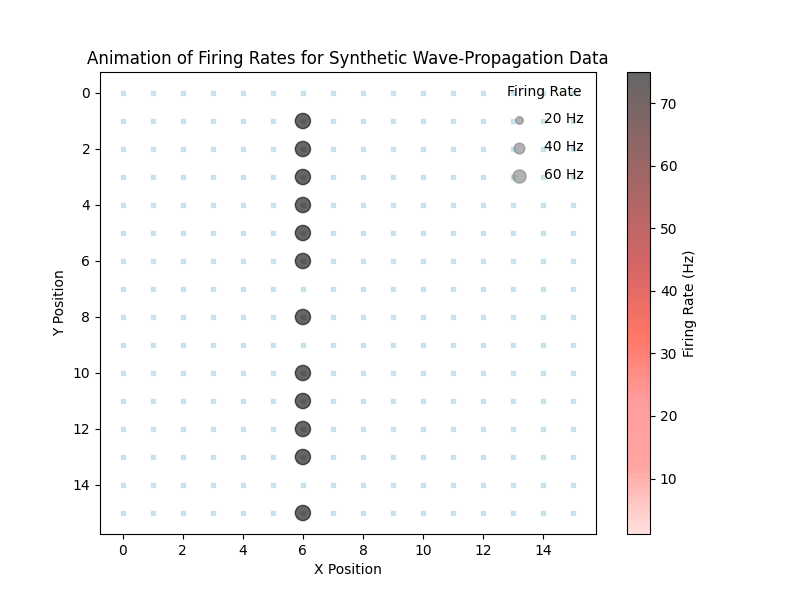 Animation of Firing Rates for Synthetic Wave-Propagation Data
Firing Rate
20 Hz
40 Hz
60 Hz
0
2
4
6
8
10
12
14
Y Position
0 2 4 6 8 10 12 14
X Position
70
60
50
40
30
20
10
Firing Rate (Hz)